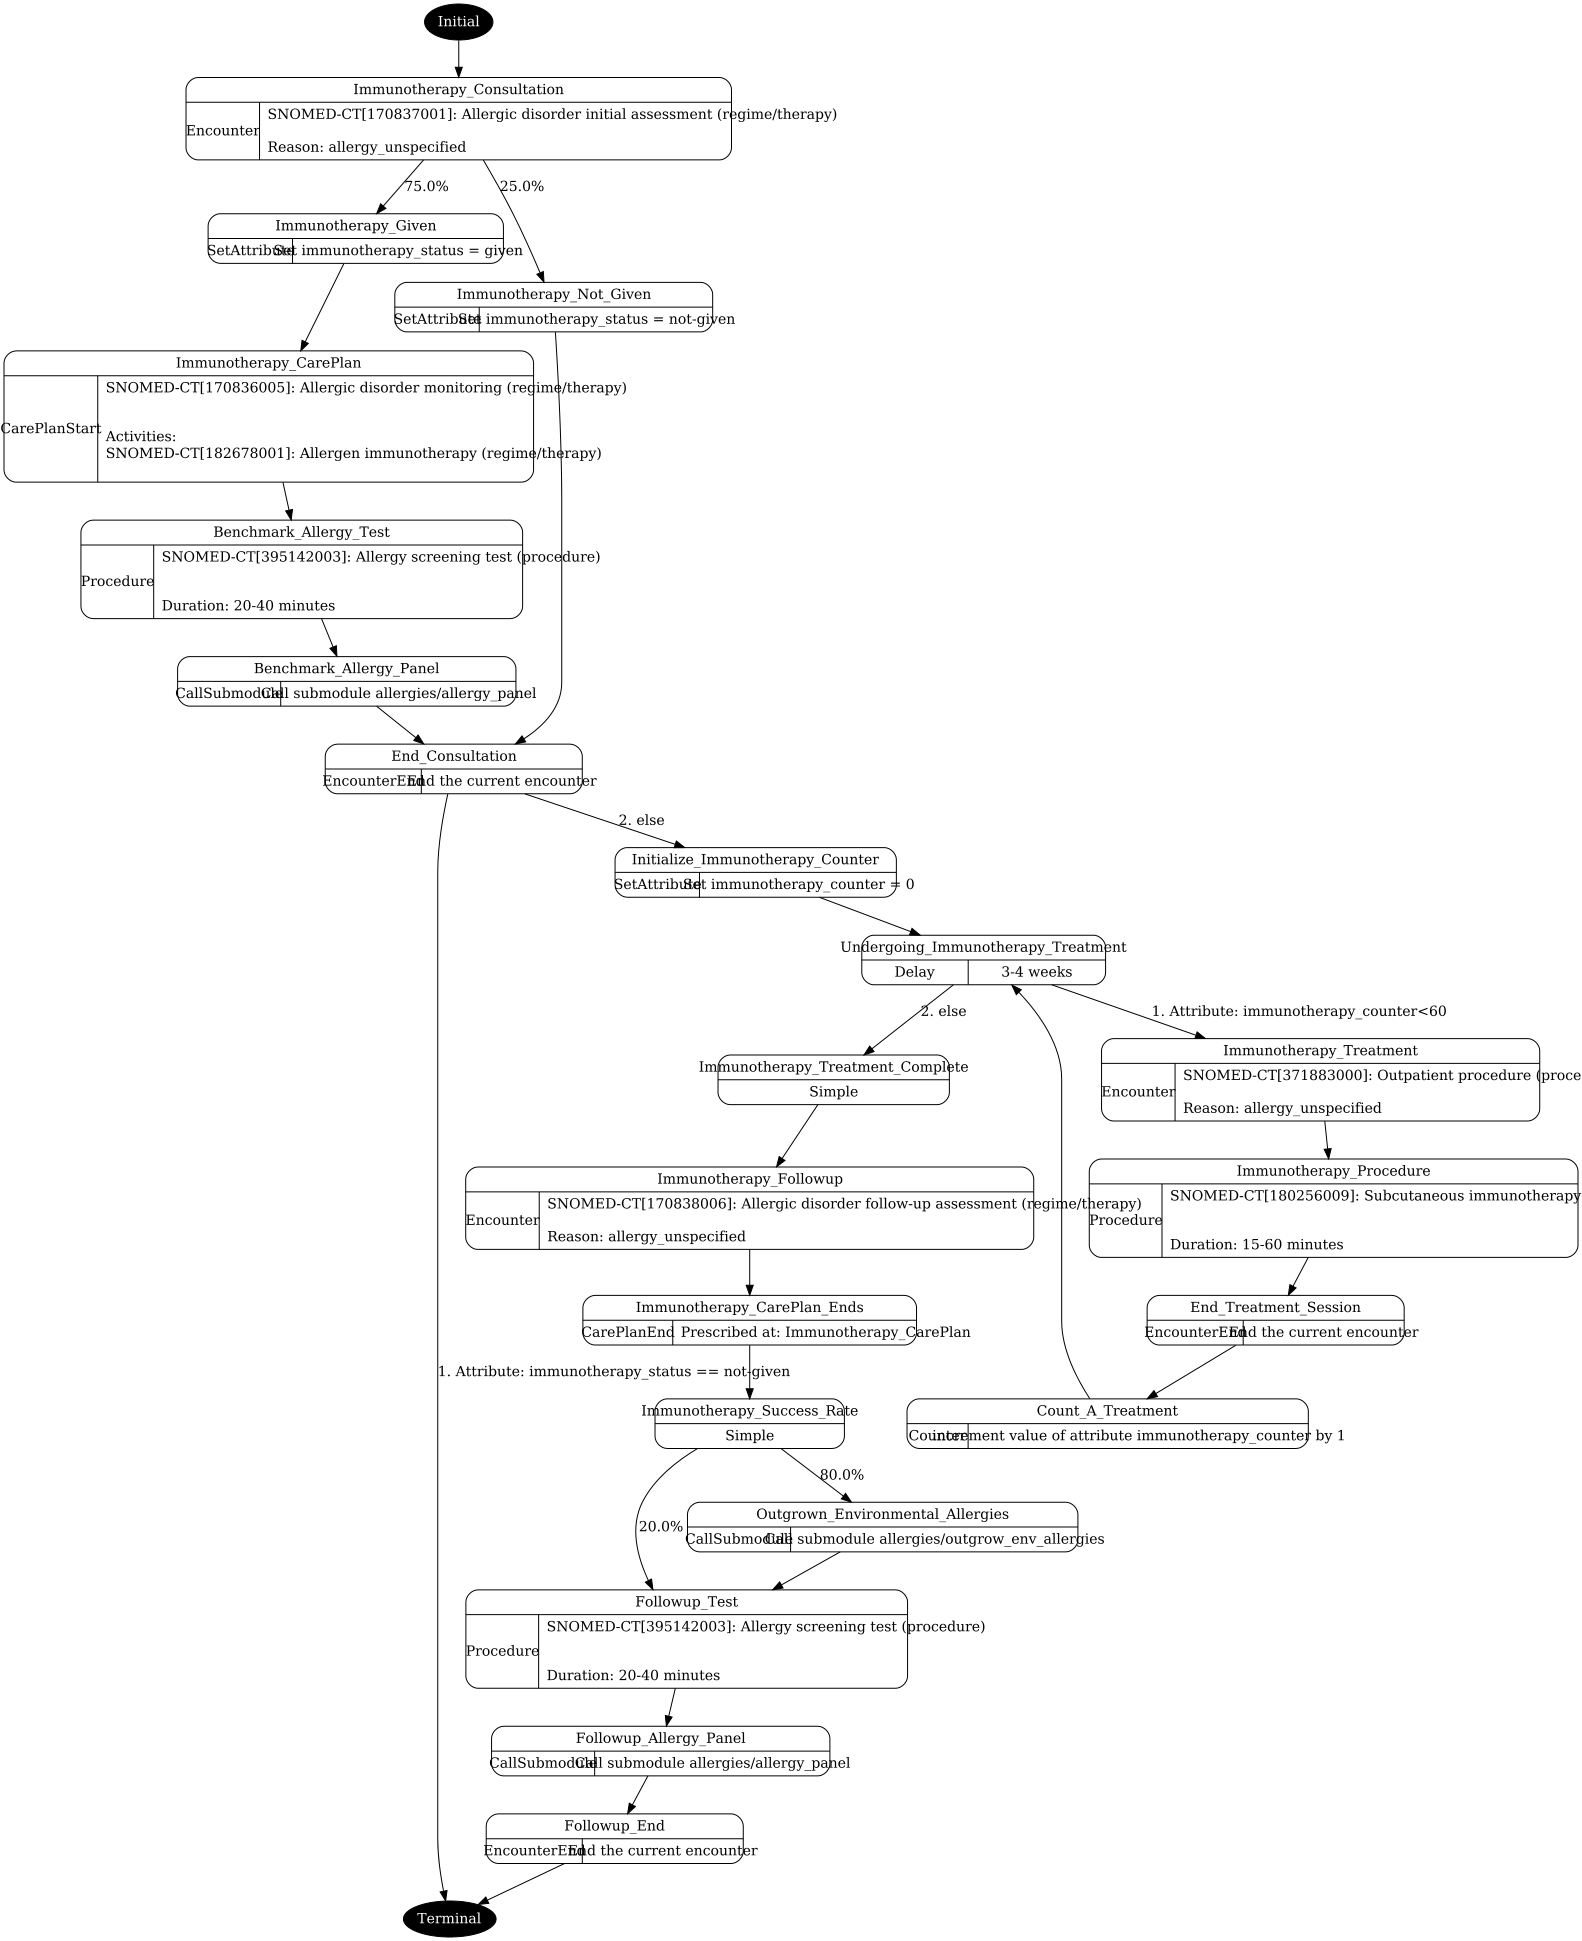 Initial
Immunotherapy_Consultation
Encounter
SNOMED-CT[170837001]: Allergic disorder initial assessment (regime/therapy)
Reason: allergy_unspecified
75.0%
25.0%
Immunotherapy_Given
SetAttribute
Set immunotherapy_status = given
Immunotherapy_Not_Given
SetAttribute
Set immunotherapy_status = not-given
Immunotherapy_CarePlan
CarePlanStart
SNOMED-CT[170836005]: Allergic disorder monitoring (regime/therapy)
Activities:
SNOMED-CT[182678001]: Allergen immunotherapy (regime/therapy)
Benchmark_Allergy_Test
Procedure
SNOMED-CT[395142003]: Allergy screening test (procedure)
Duration: 20-40 minutes
Benchmark_Allergy_Panel
CallSubmodule
Call submodule allergies/allergy_panel
End_Consultation
EncounterEnd
End the current encounter
2. else
Initialize_Immunotherapy_Counter
SetAttribute
Set immunotherapy_counter = 0
Undergoing_Immunotherapy_Treatment
Delay
3-4 weeks
2. else
1. Attribute: immunotherapy_counter<60
Immunotherapy_Treatment_Complete
Simple
Immunotherapy_Treatment
Encounter
SNOMED-CT[371883000]: Outpatient procedure (proce
Reason: allergy_unspecified
Immunotherapy_Followup
Encounter
SNOMED-CT[170838006]: Allergic disorder follow-up assessment (regime/therapy)
Reason: allergy_unspecified
Immunotherapy_Procedure
Procedure
SNOMED-CT[180256009]: Subcutaneous immunotherapy
Duration: 15-60 minutes
Immunotherapy_CarePlan_Ends
CarePlanEnd
Prescribed at: Immunotherapy_CarePlan
End_Treatment_Session
EncounterEnd
End the current encounter
1. Attribute: immunotherapy_status == not-given
Immunotherapy_Success_Rate
Simple
Count_A_Treatment
Counter
increment value of attribute immunotherapy_counter by 1
80.0%
20.0%
Outgrown_Environmental_Allergies
CallSubmodule
Call submodule allergies/outgrow_env_allergies
Followup_Test
Procedure
SNOMED-CT[395142003]: Allergy screening test (procedure)
Duration: 20-40 minutes
Followup_Allergy_Panel
CallSubmodule
Call submodule allergies/allergy_panel
Followup_End
EncounterEnd
End the current encounter
Terminal